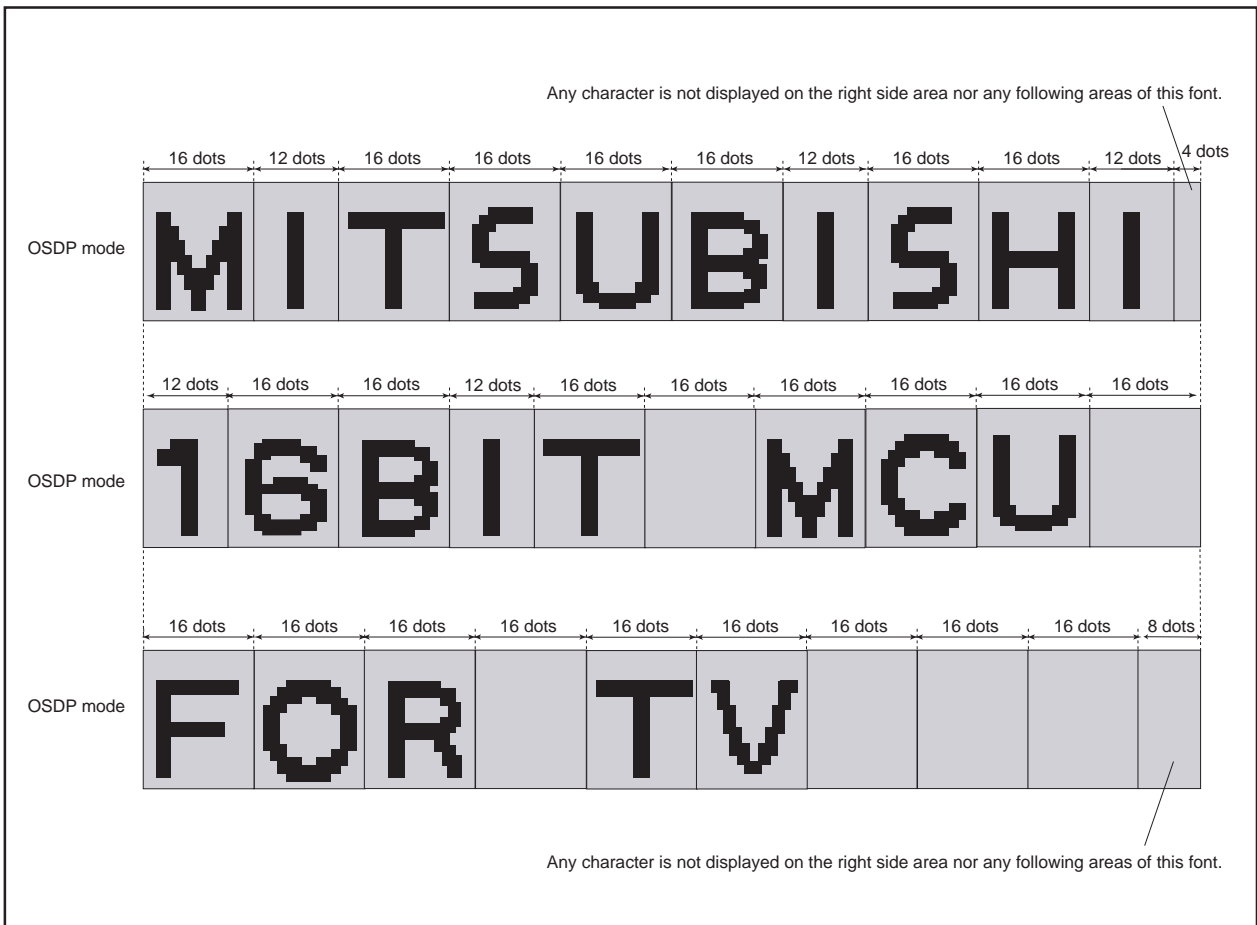 Any character is not displayed on the right side area nor any following areas of this font.
16 dots 12 dots 16 dots 16 dots 16 dots 16 dots 12 dots 16 dots 16 dots 12 dots 4 dots
OSDP mode MITSUBISHI
12 dots 16 dots 16 dots 12 dots 16 dots 16 dots 16 dots 16 dots 16 dots 16 dots
OSDP mode 16BIT MCU
16 dots 16 dots 16 dots 16 dots 16 dots 16 dots 16 dots 16 dots 16 dots 8 dots
OSDP mode FOR TV
Any character is not displayed on the right side area nor any following areas of this font.